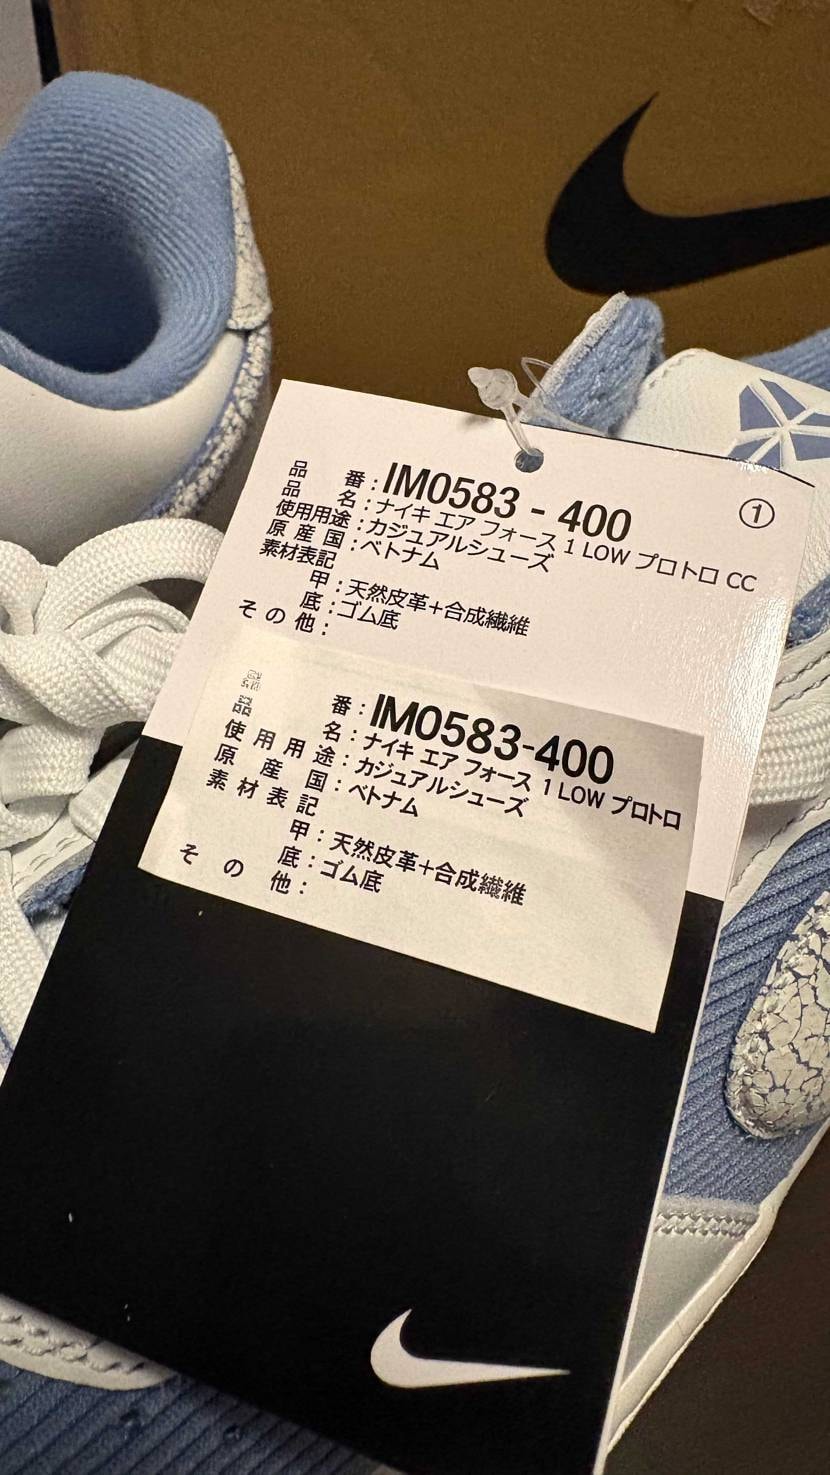 品 番 : IM0583 - 400
①
品 名 : ナイキ エア フォース 1 LOW プロトロ CC
使用用途 : カジュアルシューズ
原 産 国 : ベトナム
素材表記
甲 : 天然皮革+合成繊維
底 : ゴム底
そ の 他 :
品 番 : IM0583-400
品 名 : ナイキ エア フォース 1 LOW プロトロ
使 用 用 途 : カジュアルシューズ
原 産 国 : ベトナム
素 材 表 記
甲 : 天然皮革+合成繊維
底 : ゴム底
そ の 他 :